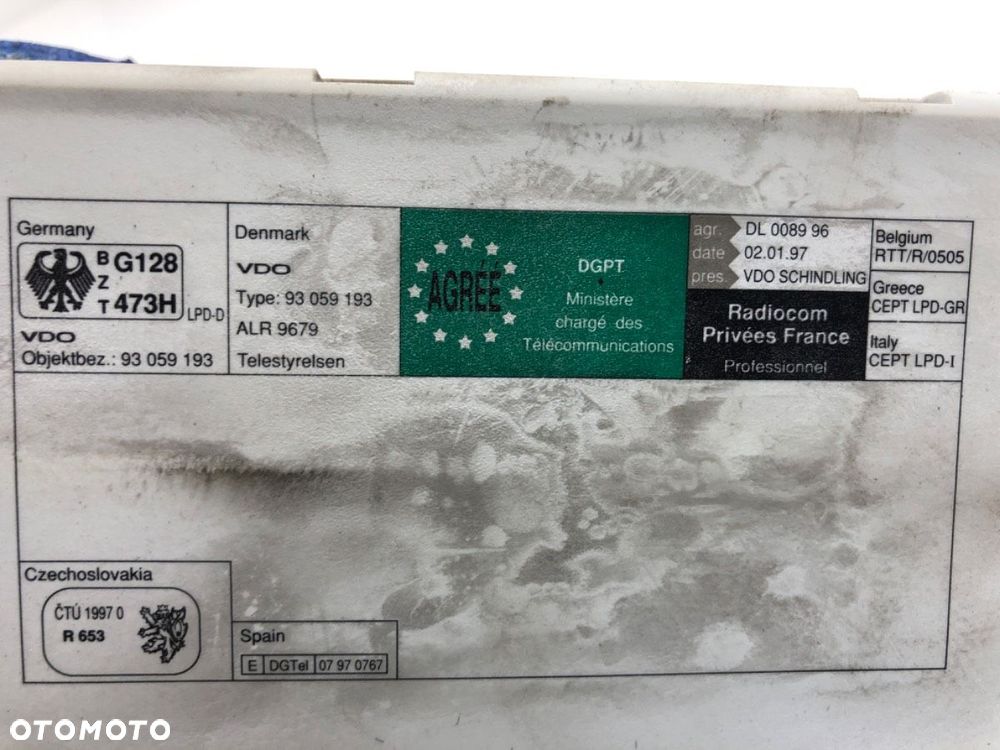 Germany
B
Z
T
G128
473H
LPD-D
VDO
Objektbez.: 93 059 193
Denmark
VDO
Type: 93 059 193
ALR 9679
Telestyrelsen
AGRÉÉ
DGPT
Ministère
chargé des
Télécommunications
agr. DL 0089 96
date 02.01.97
pres. VDO SCHINDLING
Radiocom
Privées France
Professionnel
Belgium
RTT/R/0505
Greece
CEPT LPD-GR
Italy
CEPT LPD-I
Czechoslovakia
ČTÚ 1997 0
R 653
Spain
E DGTel 07 97 0767
OTOMOTO